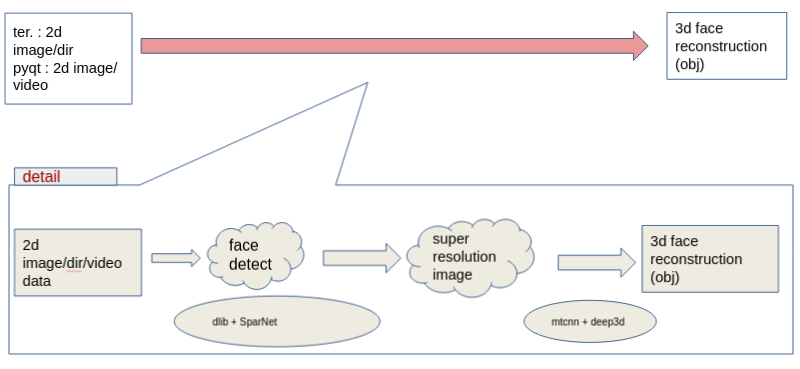 ter. : 2d
image/dir
pyqt : 2d image/
video
3d face
reconstruction
(obj)
detail
2d
image/dir/video
data
face
detect
super
resolution
image
3d face
reconstruction
(obj)
dlib + SparNet
mtcnn + deep3d